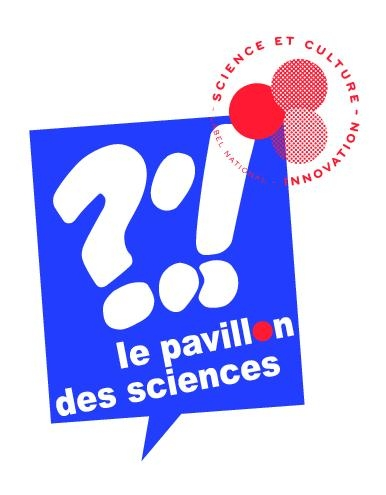 - SCIENCE ET CULTURE - INNOVATION -
BEL NATIONAL
?,!
le pavillon
des sciences